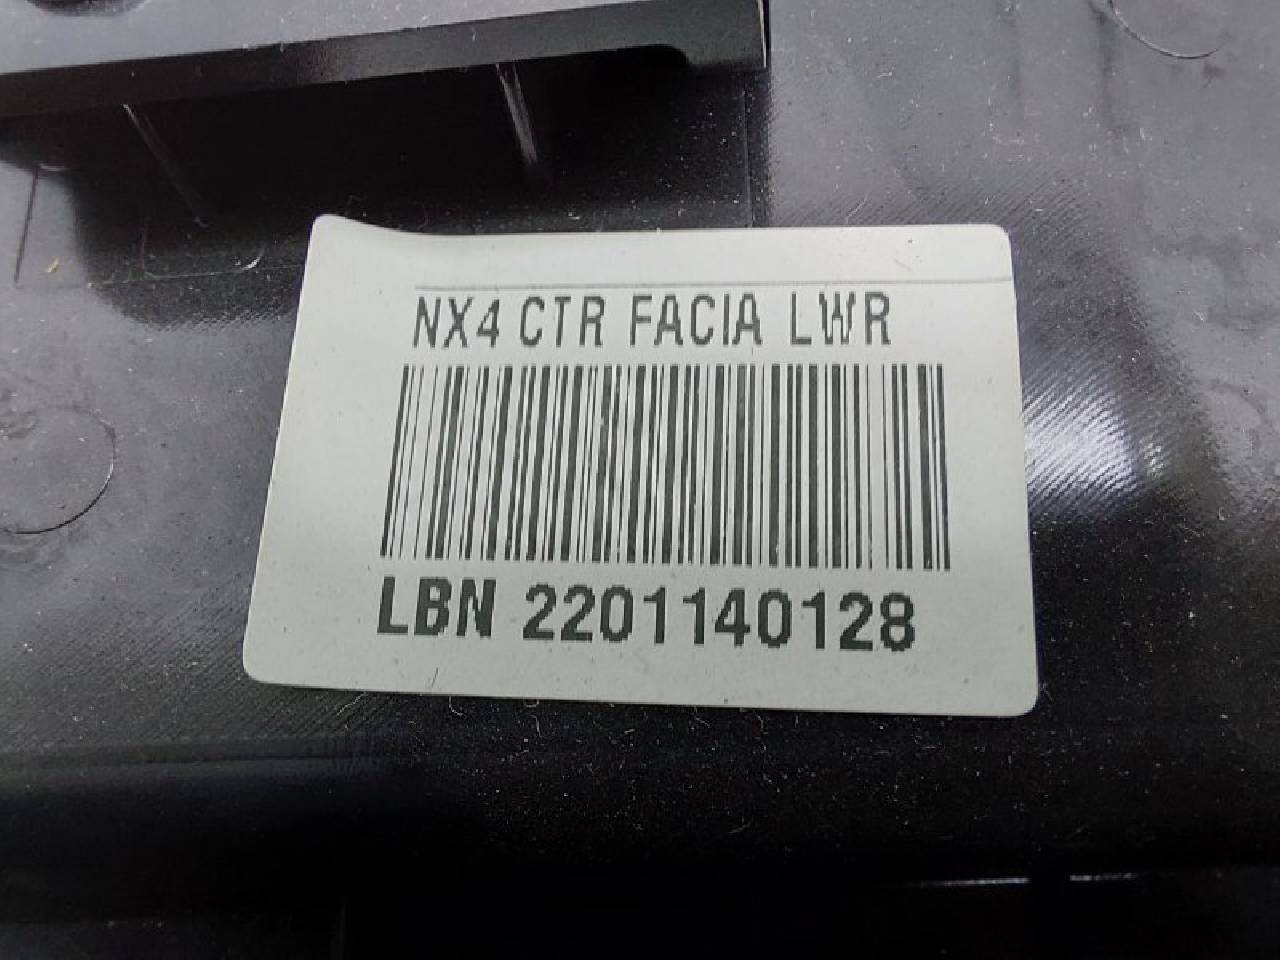 NX4 CTR FACIA LWR
LBN 2201140128